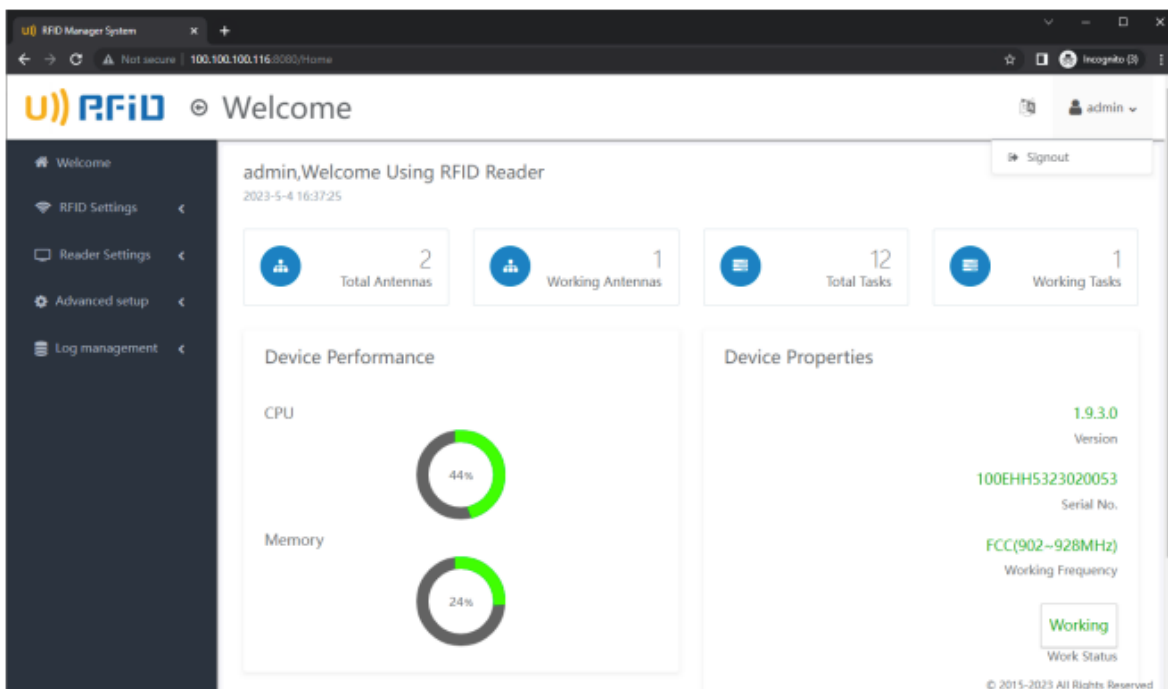 U)) RFID Manager System
Not secure | 100.100.100.116:8080/Home
Incognito (3)
U)) RFiD
Welcome
admin
Signout
Welcome
RFID Settings
Reader Settings
Advanced setup
Log management
admin,Welcome Using RFID Reader
2023-5-4 16:37:25
2
Total Antennas
1
Working Antennas
12
Total Tasks
1
Working Tasks
Device Performance
CPU
44%
Memory
24%
Device Properties
1.9.3.0
Version
100EHH5323020053
Serial No.
FCC(902~928MHz)
Working Frequency
Working
Work Status
© 2015-2023 All Rights Reserved